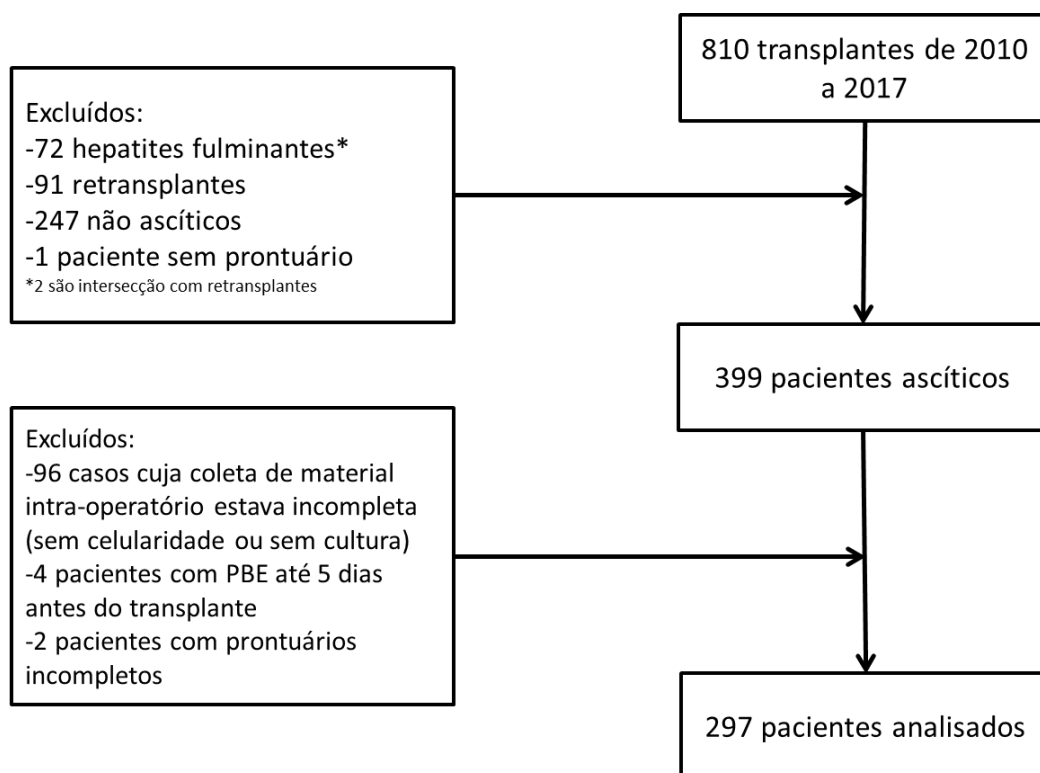 810 transplantes de 2010
a 2017
Excluídos:
-72 hepatites fulminantes*
-91 retransplantes
-247 não ascíticos
-1 paciente sem prontuário
*2 são intersecção com retransplantes
399 pacientes ascíticos
Excluídos:
-96 casos cuja coleta de material
intra-operatório estava incompleta
(sem celularidade ou sem cultura)
-4 pacientes com PBE até 5 dias
antes do transplante
-2 pacientes com prontuários
incompletos
297 pacientes analisados